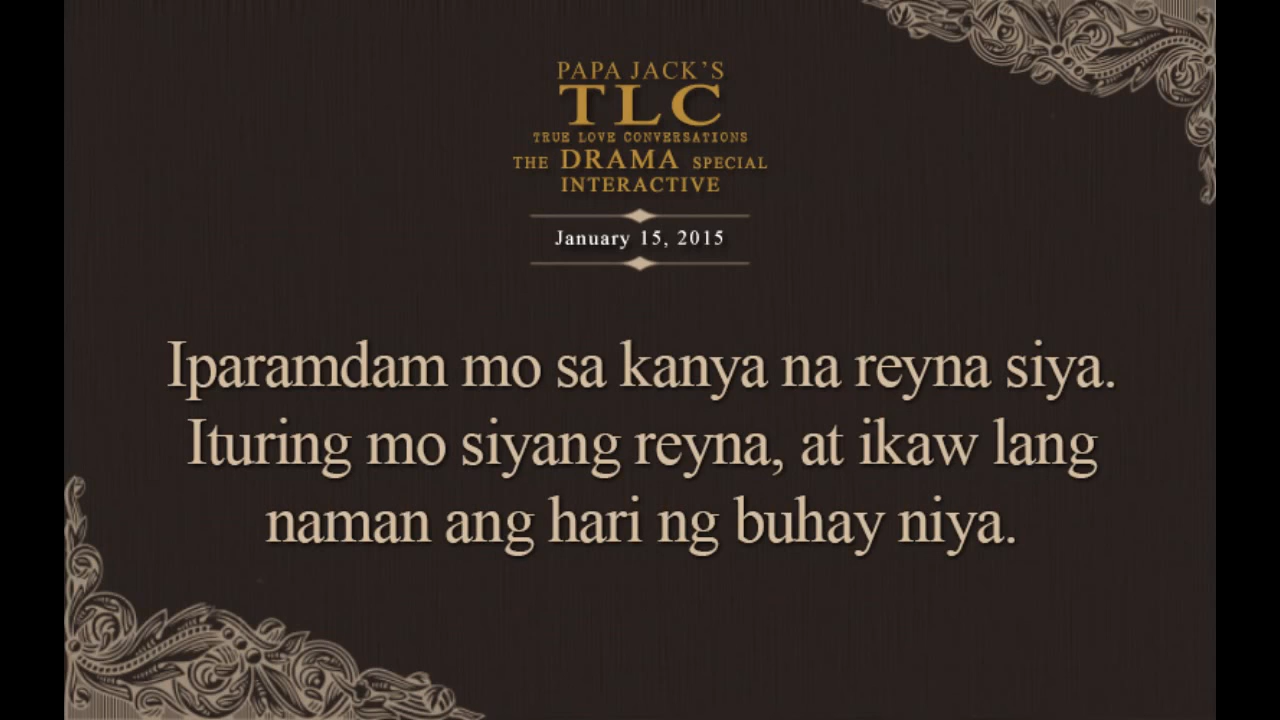 PAPA JACK'S
TLC
TRUE LOVE CONVERSATIONS
THE DRAMA SPECIAL
INTERACTIVE
January 15, 2015
Iparamdam mo sa kanya na reyna siya.
Ituring mo siyang reyna, at ikaw lang
naman ang hari ng buhay niya.